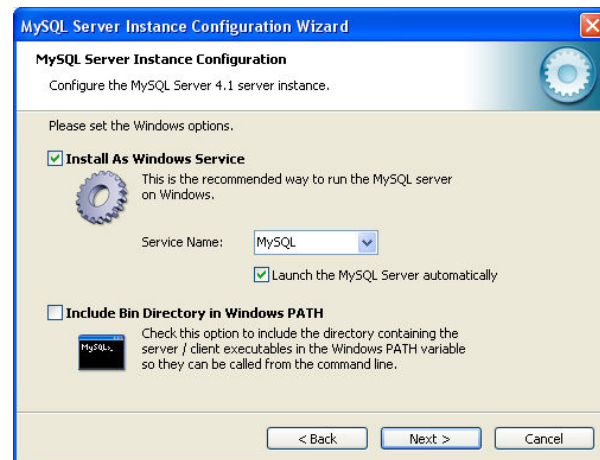 MySQL Server Instance Configuration Wizard
MySQL Server Instance Configuration
Configure the MySQL Server 4.1 server instance.
Please set the Windows options.
Install As Windows Service
This is the recommended way to run the MySQL server
on Windows.
Service Name:
MySQL
Launch the MySQL Server automatically
Include Bin Directory in Windows PATH
MySQL>_
Check this option to include the directory containing the
server / client executables in the Windows PATH variable
so they can be called from the command line.
< Back
Next >
Cancel